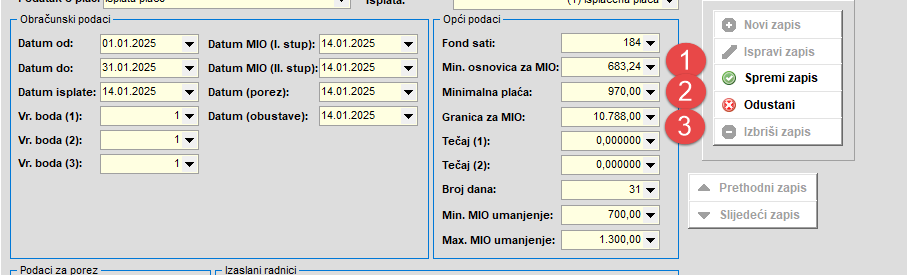 Isplata:
(1) Isplaćena plaća
Obračunski podaci
Datum od: 01.01.2025 Datum MIO (I. stup): 14.01.2025
Datum do: 31.01.2025 Datum MIO (II. stup): 14.01.2025
Datum isplate: 14.01.2025 Datum (porez): 14.01.2025
Vr. boda (1): 1 Datum (obustave): 14.01.2025
Vr. boda (2): 1
Vr. boda (3): 1
Opći podaci
Fond sati: 184
Min. osnovica za MIO: 683,24 1
Minimalna plaća: 970,00 2
Granica za MIO: 10.788,00 3
Tečaj (1): 0,000000
Tečaj (2): 0,000000
Broj dana: 31
Min. MIO umanjenje: 700,00
Max. MIO umanjenje: 1.300,00
Novi zapis
Ispravi zapis
Spremi zapis
Odustani
Izbriši zapis
Prethodni zapis
Slijedeći zapis
Podaci za porez
Izaslani radnici